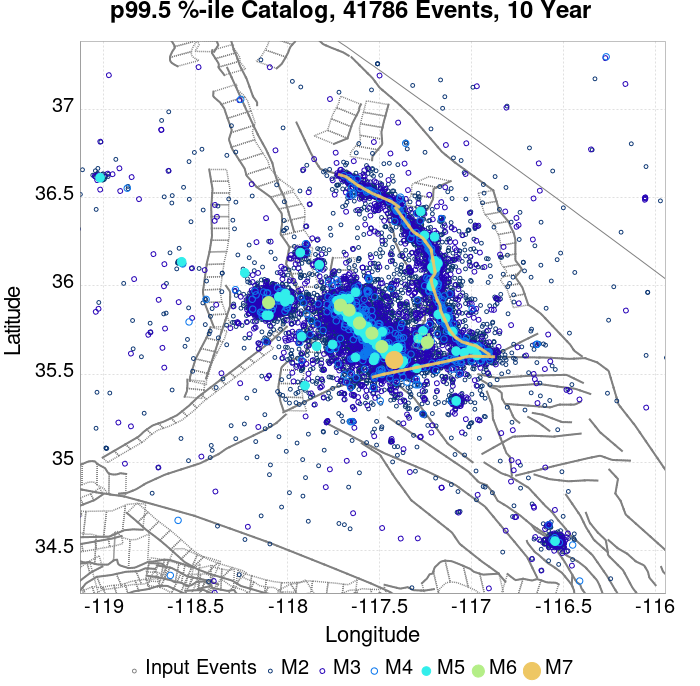 p99.5 %-ile Catalog, 41786 Events, 10 Year
37
36.5
36
35.5
35
34.5
Latitude
-119 -118.5 -118 -117.5 -117 -116.5 -116
Longitude
Input Events M2 M3 M4 M5 M6 M7